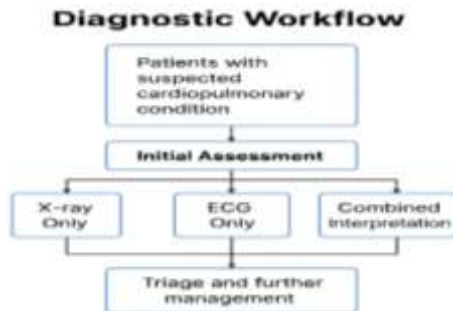 Diagnostic Workflow
Patients with
suspected
cardiopulmonary
condition
Initial Assessment
X-ray
Only
ECG
Only
Combined
Interpretation
Triage and further
management